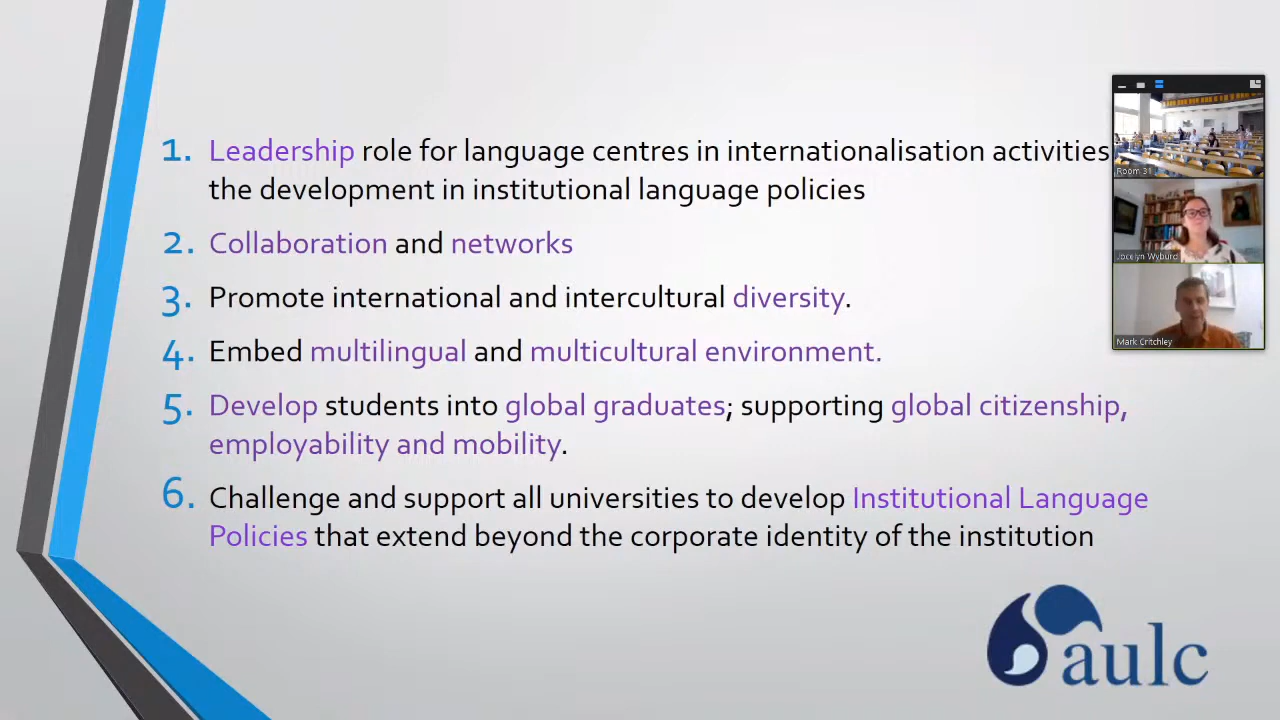 1. Leadership role for language centres in internationalisation activities
the development in institutional language policies
2. Collaboration and networks
3. Promote international and intercultural diversity.
4. Embed multilingual and multicultural environment.
5. Develop students into global graduates; supporting global citizenship,
employability and mobility.
6. Challenge and support all universities to develop Institutional Language
Policies that extend beyond the corporate identity of the institution
Room 31
Jocelyn Wyburd
Mark Critchley
aulc